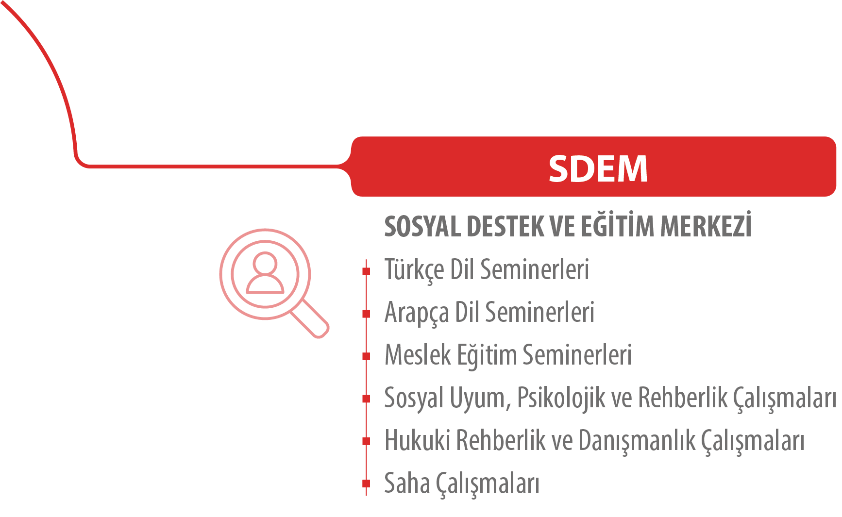 SDEM
SOSYAL DESTEK VE EĞİTİM MERKEZİ
Türkçe Dil Seminerleri
Arapça Dil Seminerleri
Meslek Eğitim Seminerleri
Sosyal Uyum, Psikolojik ve Rehberlik Çalışmaları
Hukuki Rehberlik ve Danışmanlık Çalışmaları
Saha Çalışmaları